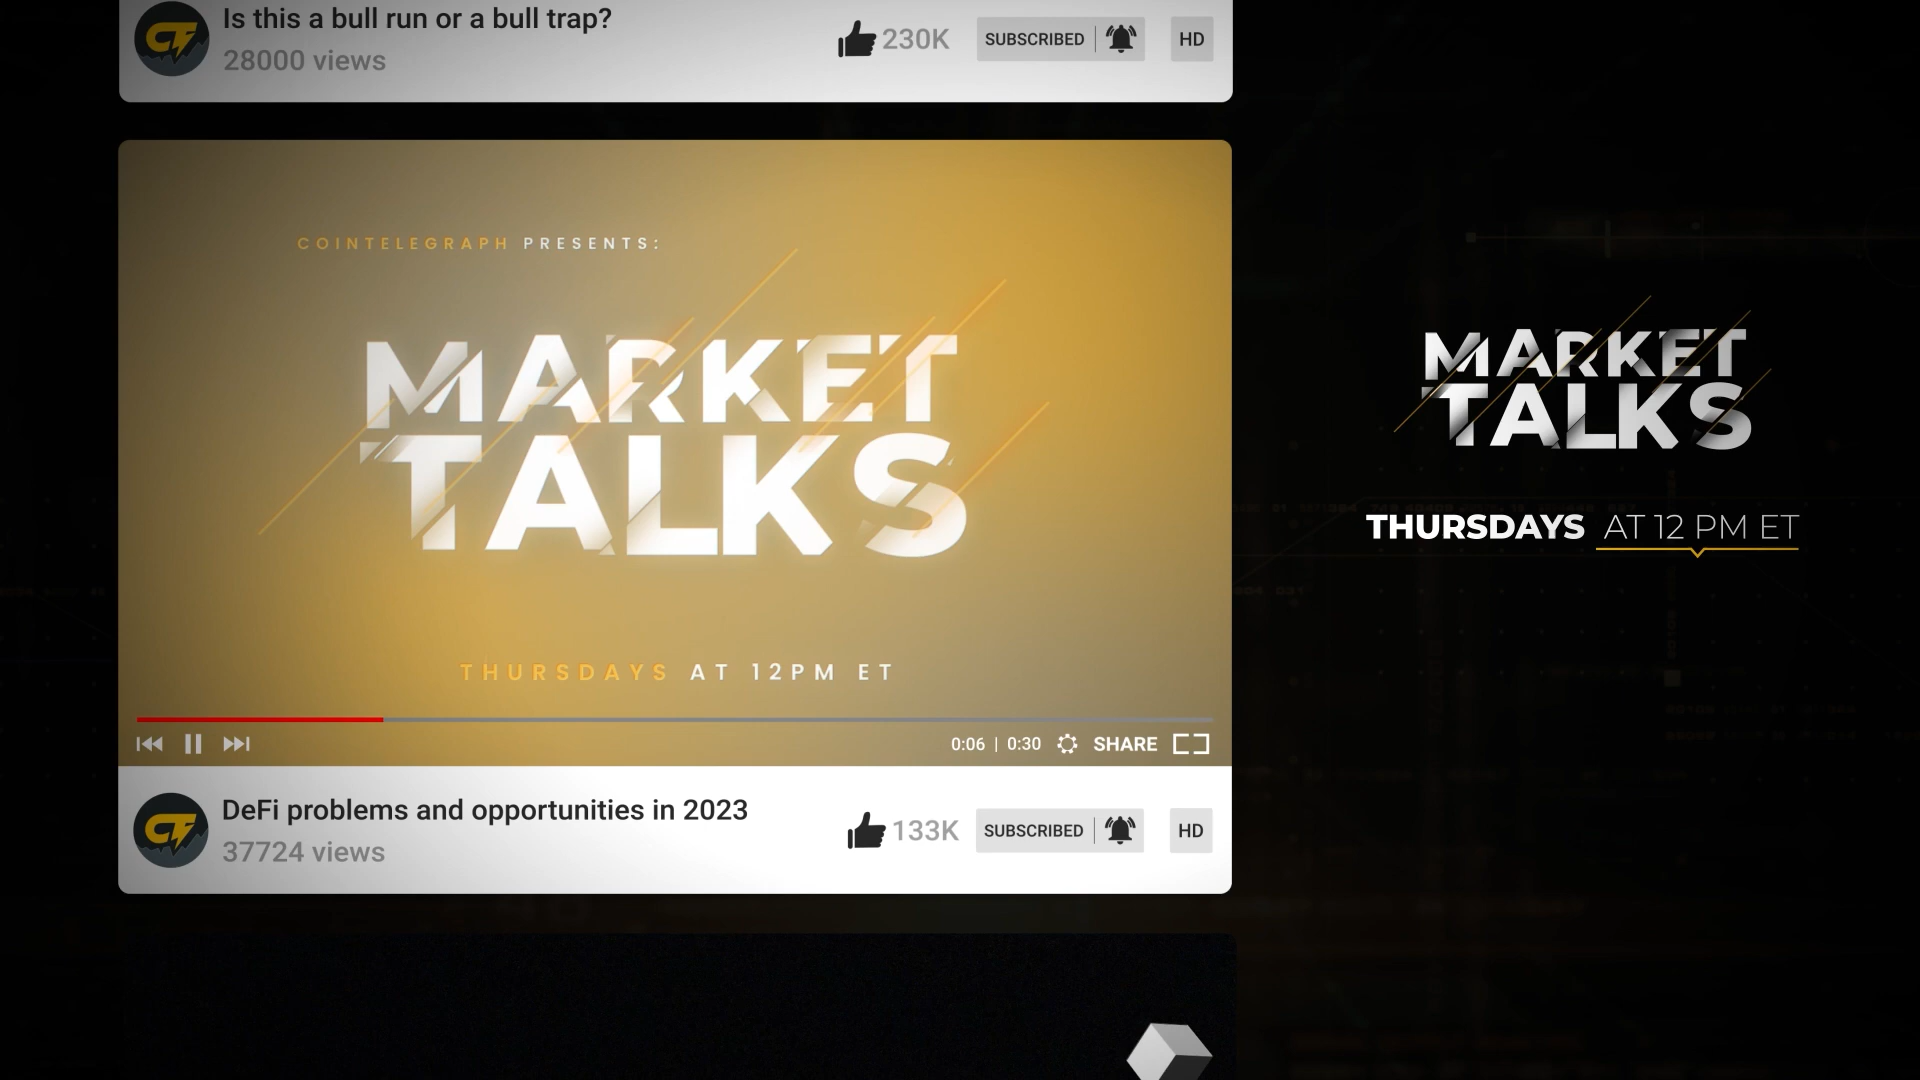 Is this a bull run or a bull trap?
28000 views
230K
SUBSCRIBED
HD
COINTELEGRAPH PRESENTS:
MARKET
TALKS
THURSDAYS AT 12PM ET
0:06 | 0:30
SHARE
DeFi problems and opportunities in 2023
37724 views
133K
SUBSCRIBED
HD
MARKET
TALKS
THURSDAYS AT 12 PM ET